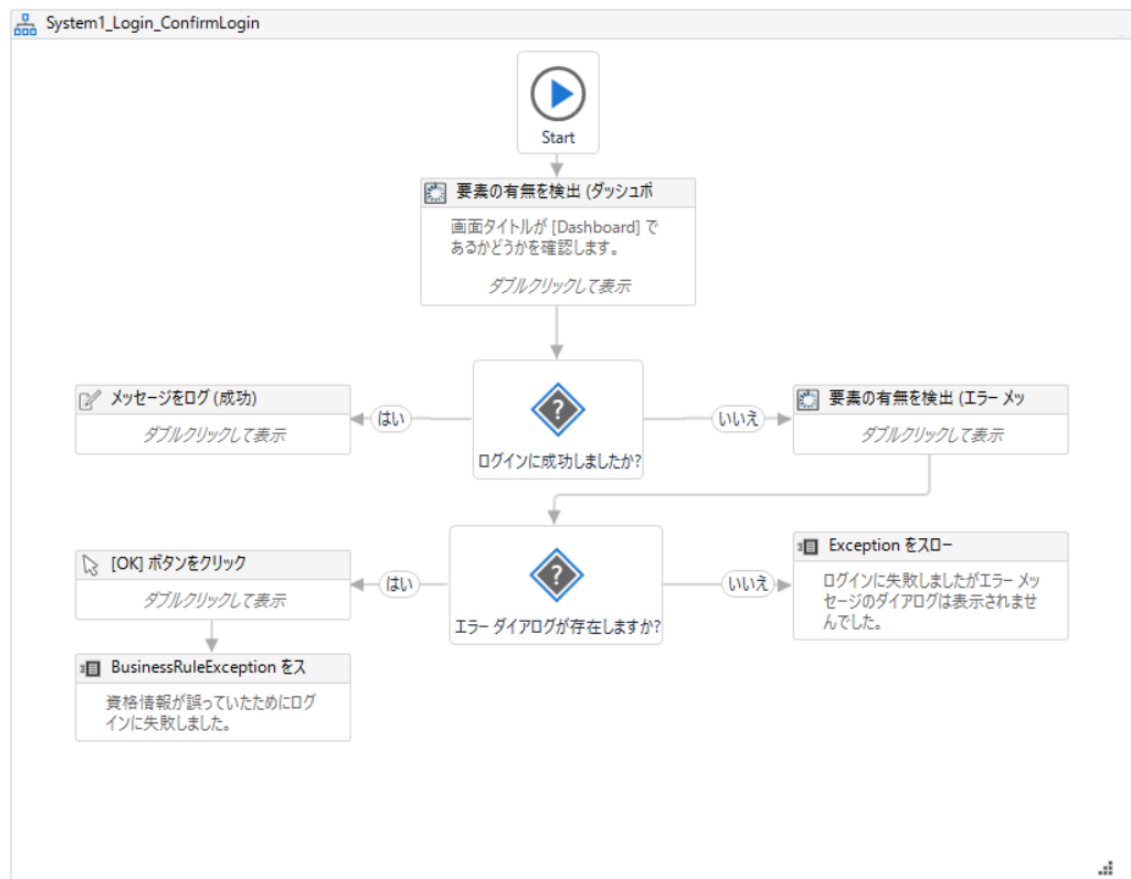 System1_Login_ConfirmLogin
Start
要素の有無を検出 (ダッシュボ
画面タイトルが [Dashboard] で
あるかどうかを確認します。
ダブルクリックして表示
メッセージをログ (成功)
ダブルクリックして表示
はい
ログインに成功しましたか?
いいえ
要素の有無を検出 (エラー メッ
ダブルクリックして表示
[OK] ボタンをクリック
ダブルクリックして表示
はい
エラー ダイアログが存在しますか?
いいえ
Exception をスロー
ログインに失敗しましたがエラー メッ
セージのダイアログは表示されませ
んでした。
BusinessRuleException をス
資格情報が誤っていたためにログ
インに失敗しました。